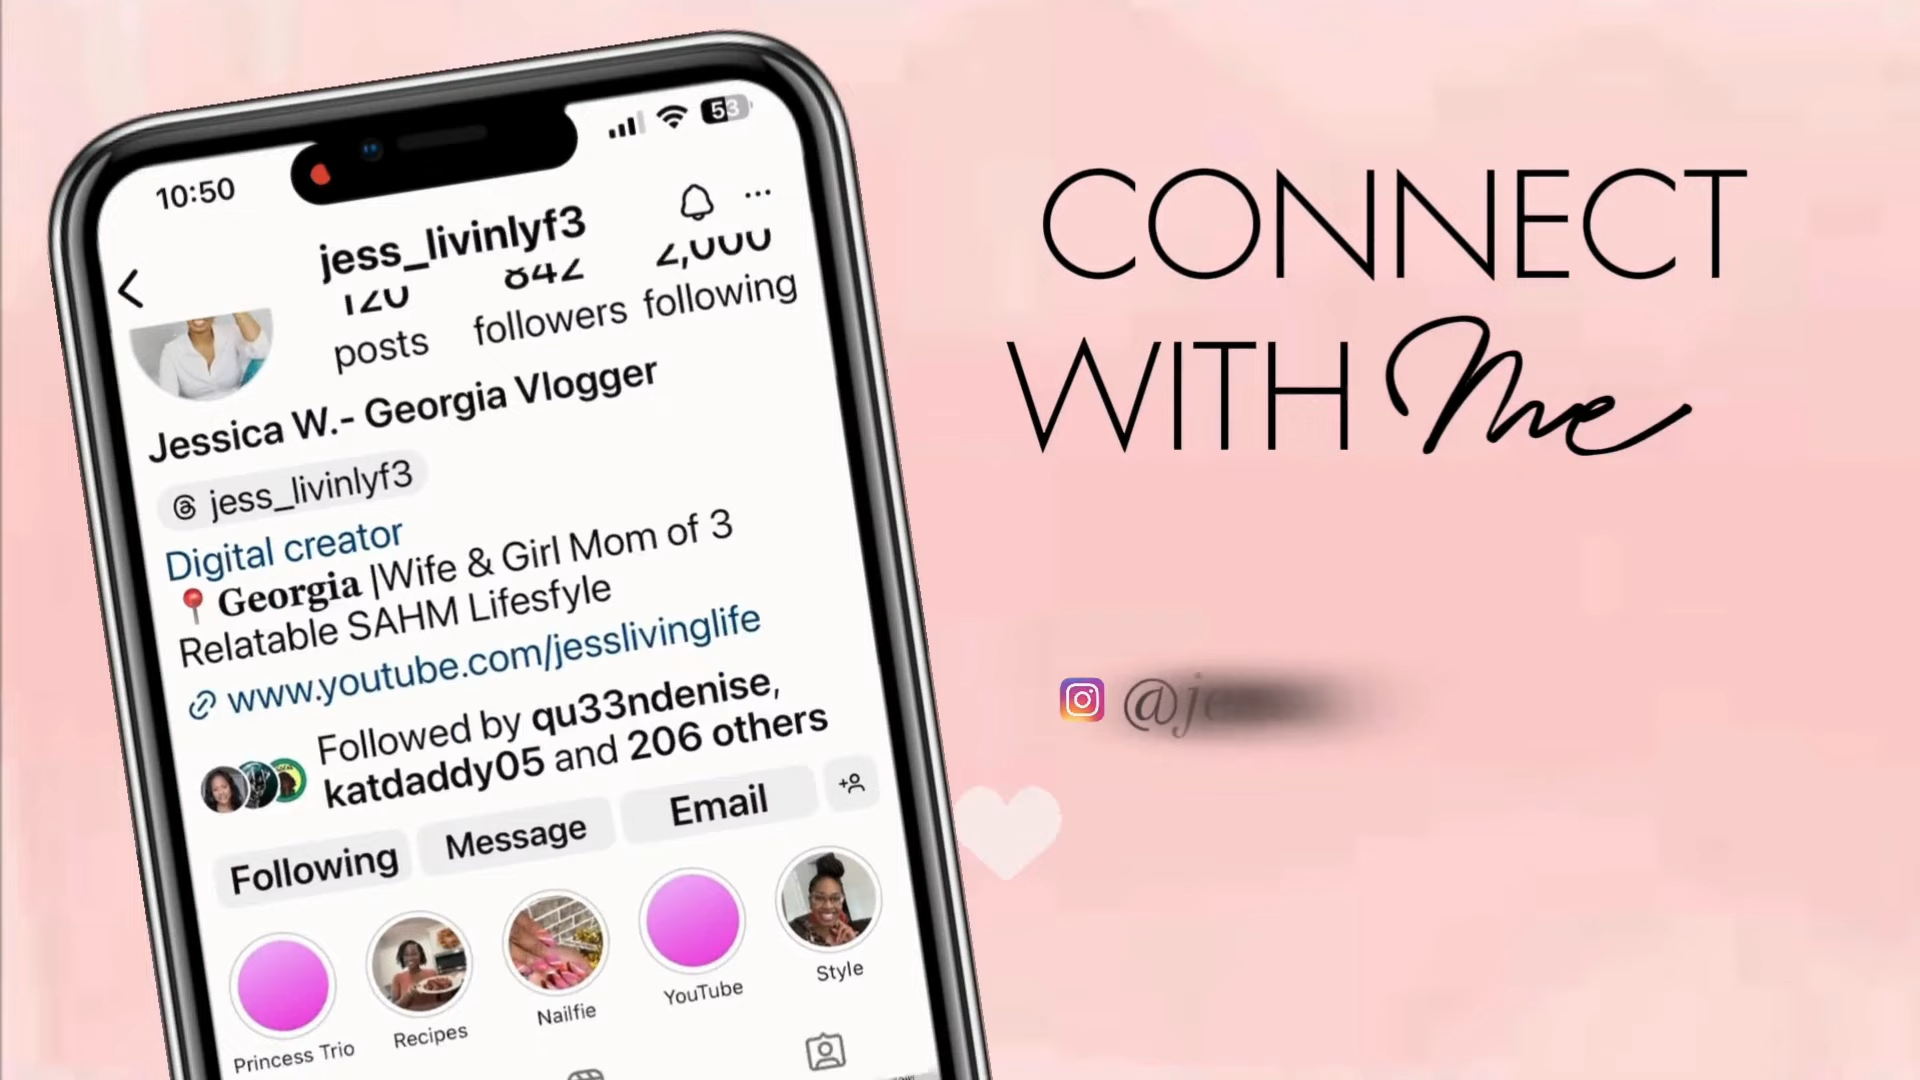 10:50
53
jess_livinlyf3
posts
followers
following
Jessica W.- Georgia Vlogger
jess_livinlyf3
Digital creator
Georgia |Wife & Girl Mom of 3
Relatable SAHM Lifesfyle
www.youtube.com/jesslivinglife
Followed by qu33ndenise,
katdaddy05 and 206 others
Following
Message
Email
Princess Trio
Recipes
Nailfie
YouTube
Style
CONNECT
WITH Me